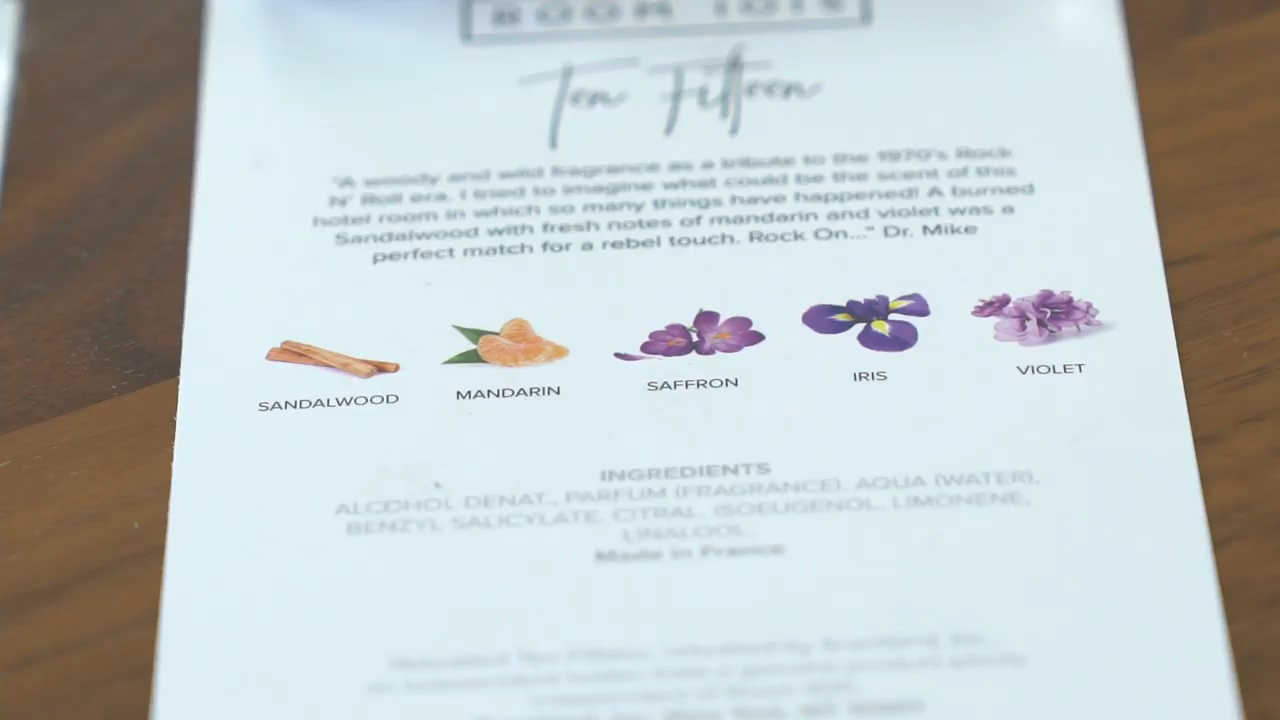 ROOM 1015
Ten Fifteen
"A woody and wild fragrance as a tribute to the 1970's Rock
N' Roll era. I tried to imagine what could be the scent of this
hotel room in which so many things have happened! A burned
Sandalwood with fresh notes of mandarin and violet was a
perfect match for a rebel touch. Rock On..." Dr. Mike
SANDALWOOD
MANDARIN
SAFFRON
IRIS
VIOLET
INGREDIENTS
ALCOHOL DENAT., PARFUM (FRAGRANCE), AQUA (WATER),
BENZYL SALICYLATE, CITRAL, ISOEUGENOL, LIMONENE,
LINALOOL
Made in France